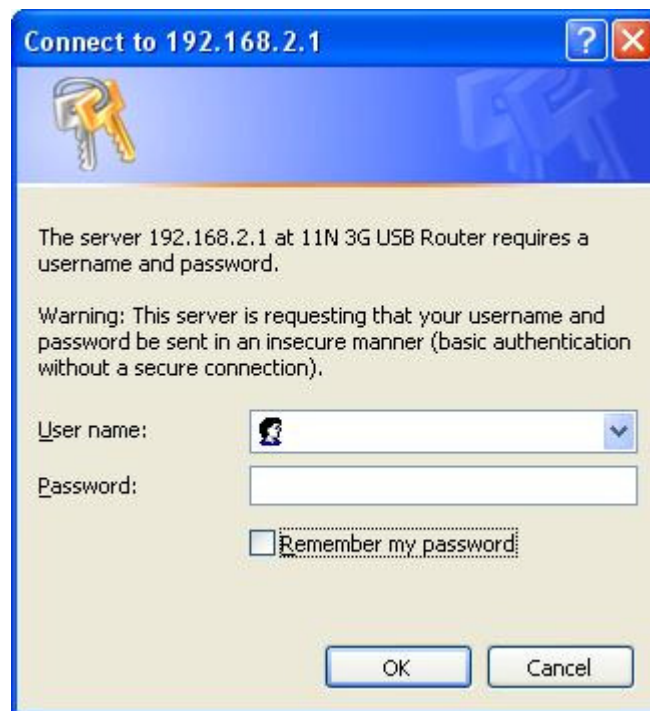 Connect to 192.168.2.1
The server 192.168.2.1 at 11N 3G USB Router requires a
username and password.
Warning: This server is requesting that your username and
password be sent in an insecure manner (basic authentication
without a secure connection).
User name:
Password:
Remember my password
OK
Cancel